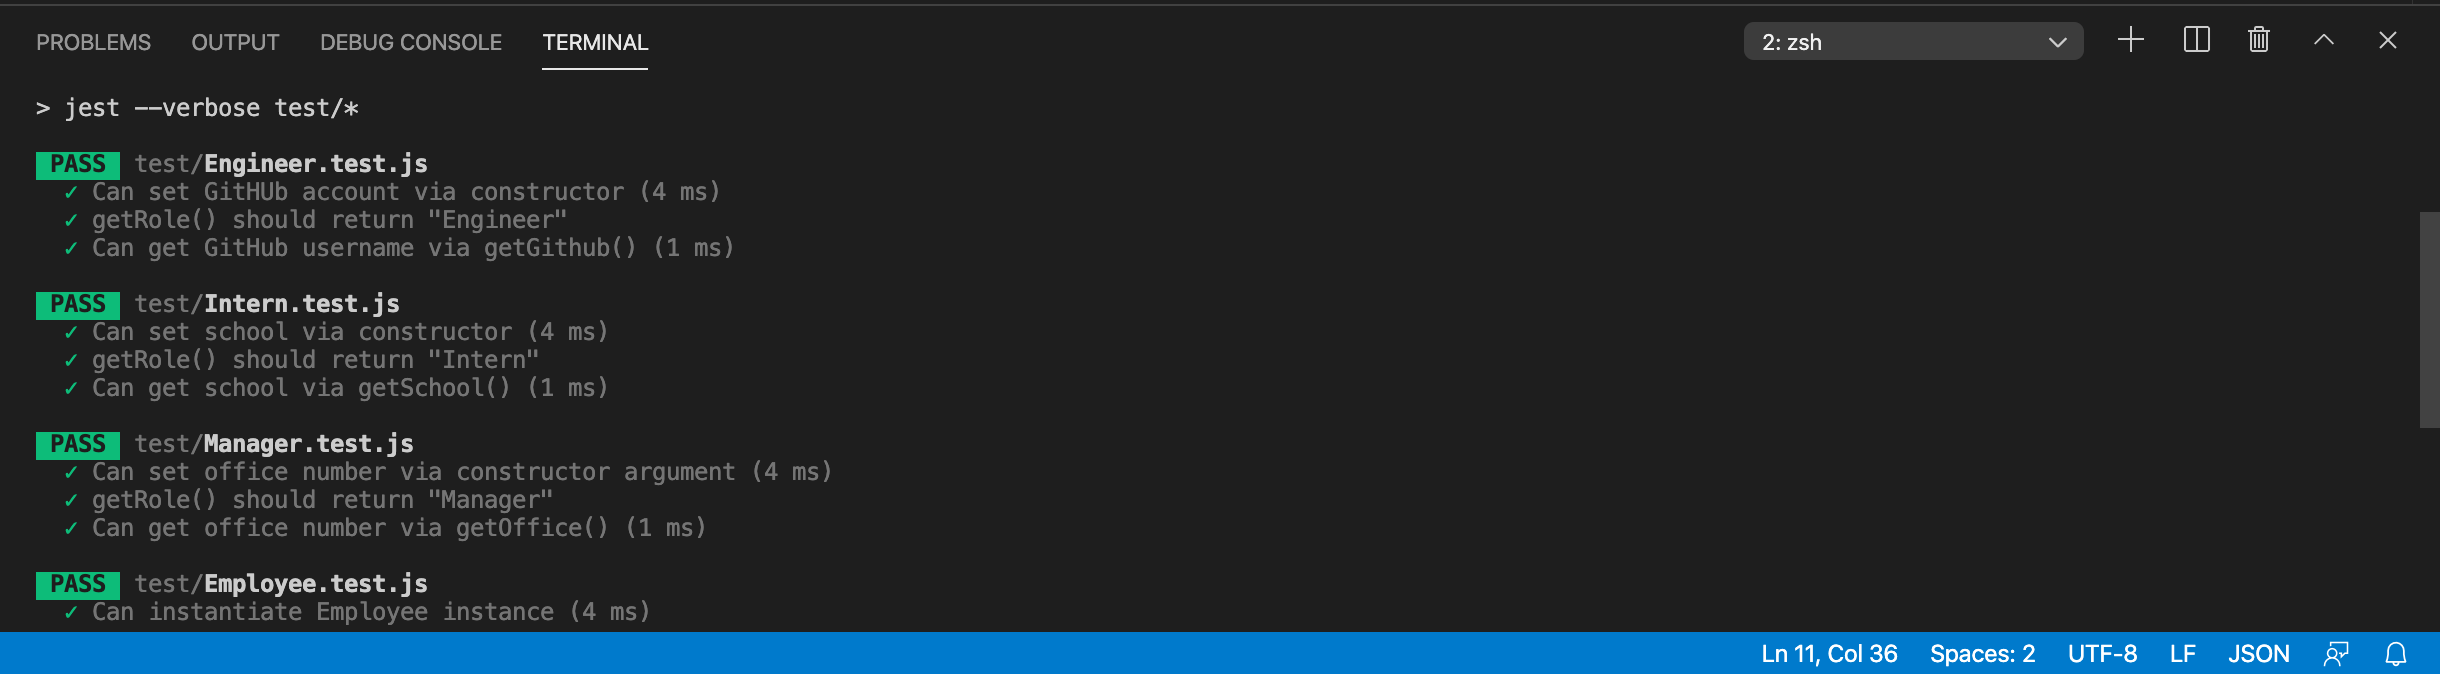 PROBLEMS OUTPUT DEBUG CONSOLE TERMINAL 2: zsh
> jest --verbose test/*
PASS test/Engineer.test.js
✓ Can set GitHUb account via constructor (4 ms)
✓ getRole() should return "Engineer"
✓ Can get GitHub username via getGithub() (1 ms)
PASS test/Intern.test.js
✓ Can set school via constructor (4 ms)
✓ getRole() should return "Intern"
✓ Can get school via getSchool() (1 ms)
PASS test/Manager.test.js
✓ Can set office number via constructor argument (4 ms)
✓ getRole() should return "Manager"
✓ Can get office number via getOffice() (1 ms)
PASS test/Employee.test.js
✓ Can instantiate Employee instance (4 ms)
Ln 11, Col 36 Spaces: 2 UTF-8 LF JSON